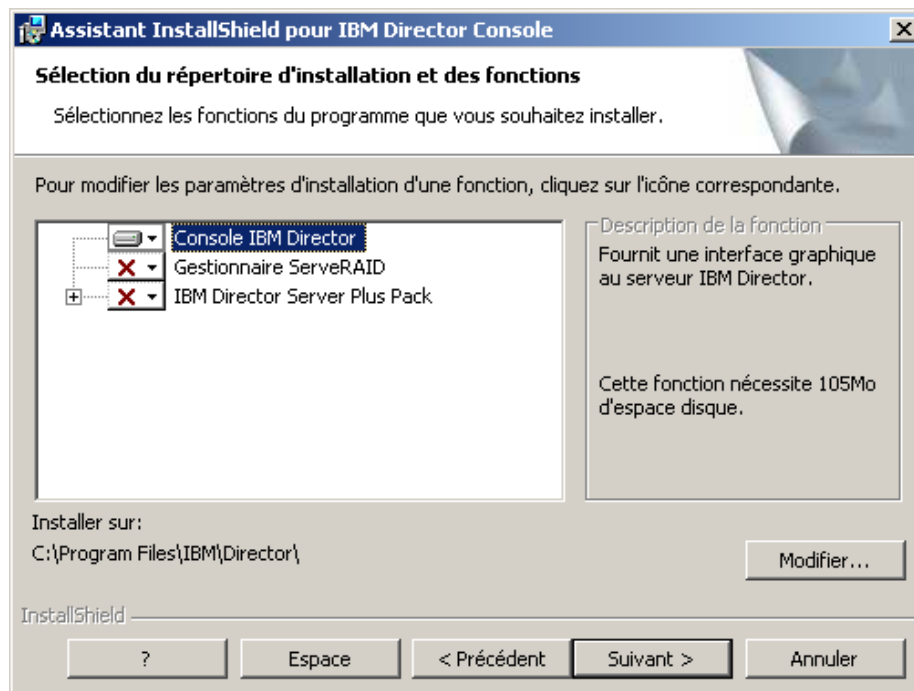 Assistant InstallShield pour IBM Director Console
Sélection du répertoire d'installation et des fonctions
Sélectionnez les fonctions du programme que vous souhaitez installer.
Pour modifier les paramètres d'installation d'une fonction, cliquez sur l'icône correspondante.
Console IBM Director
Gestionnaire ServeRAID
IBM Director Server Plus Pack
Description de la fonction
Fournit une interface graphique
au serveur IBM Director.
Cette fonction nécessite 105Mo
d'espace disque.
Installer sur:
C:\Program Files\IBM\Director\
Modifier...
InstallShield
?
Espace
< Précédent
Suivant >
Annuler